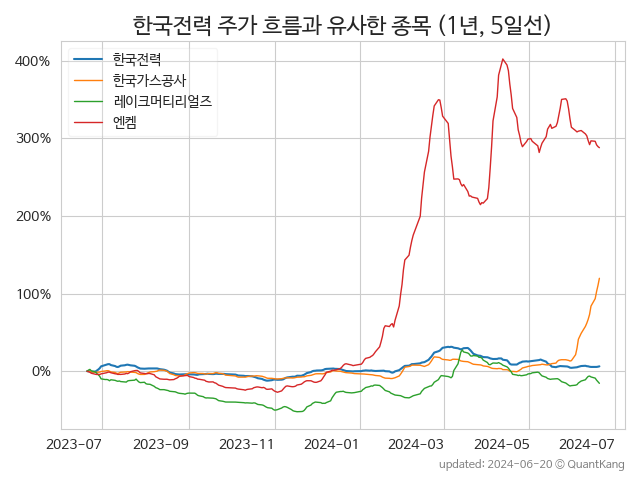 한국전력 주가 흐름과 유사한 종목 (1년, 5일선)
한국전력
한국가스공사
레이크머티리얼즈
엔켐
400%
300%
200%
100%
0%
2023-07 2023-09 2023-11 2024-01 2024-03 2024-05 2024-07
updated: 2024-06-20 © QuantKang